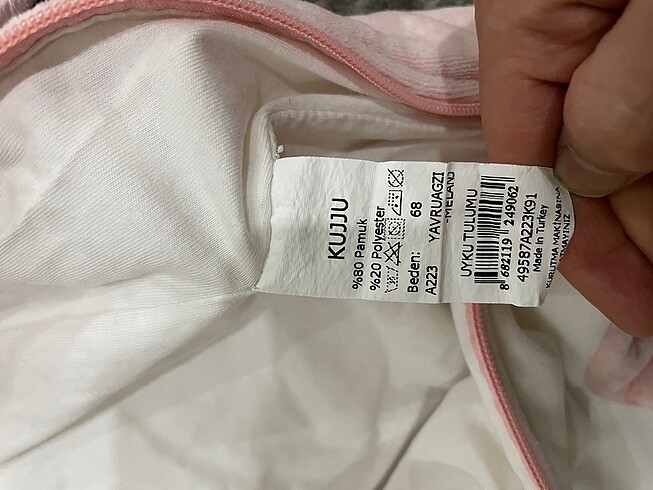 KUJJU
%80 Pamuk
%20 Polyester
Beden: 68
A223 YAVRUAGZI
-MELANJ
UYKU TULUMU
8 682119 249062
49587A223K91
Made In Turkey
KURUTMA MAKİNASINA